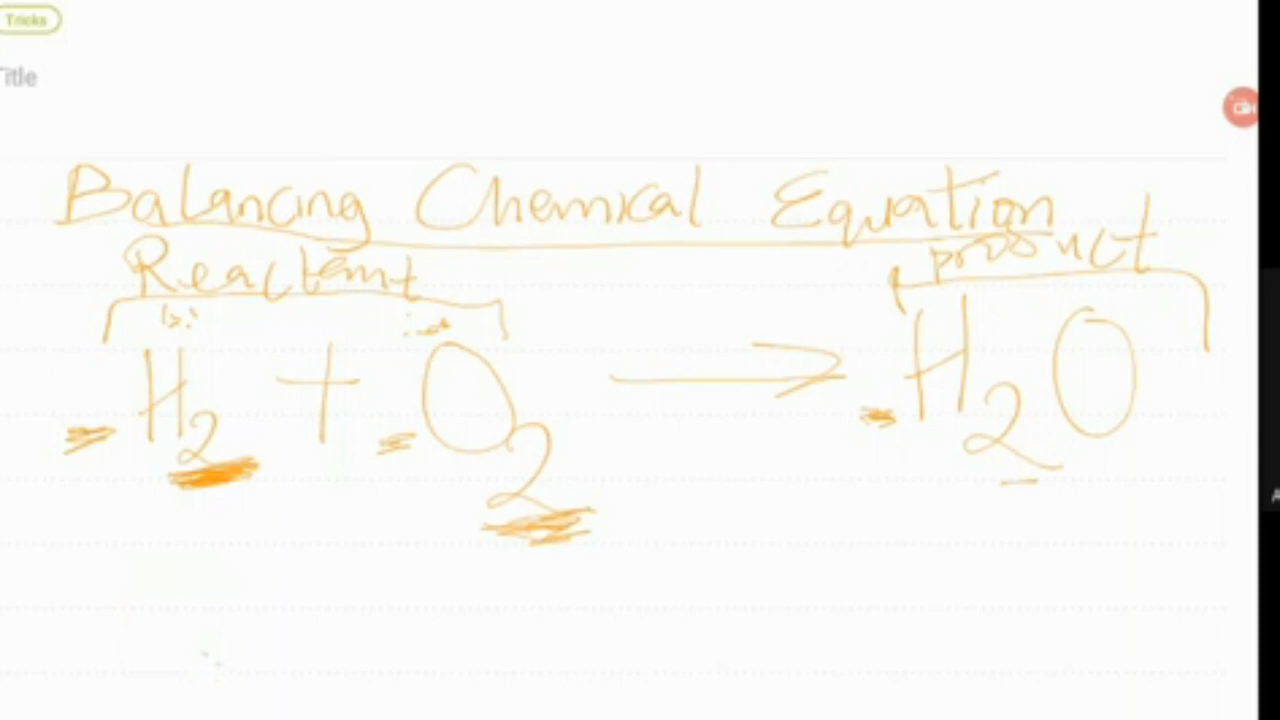 Tricks
Title
Balancing Chemical Equation
Reactant product
H2 + O2 → H2O